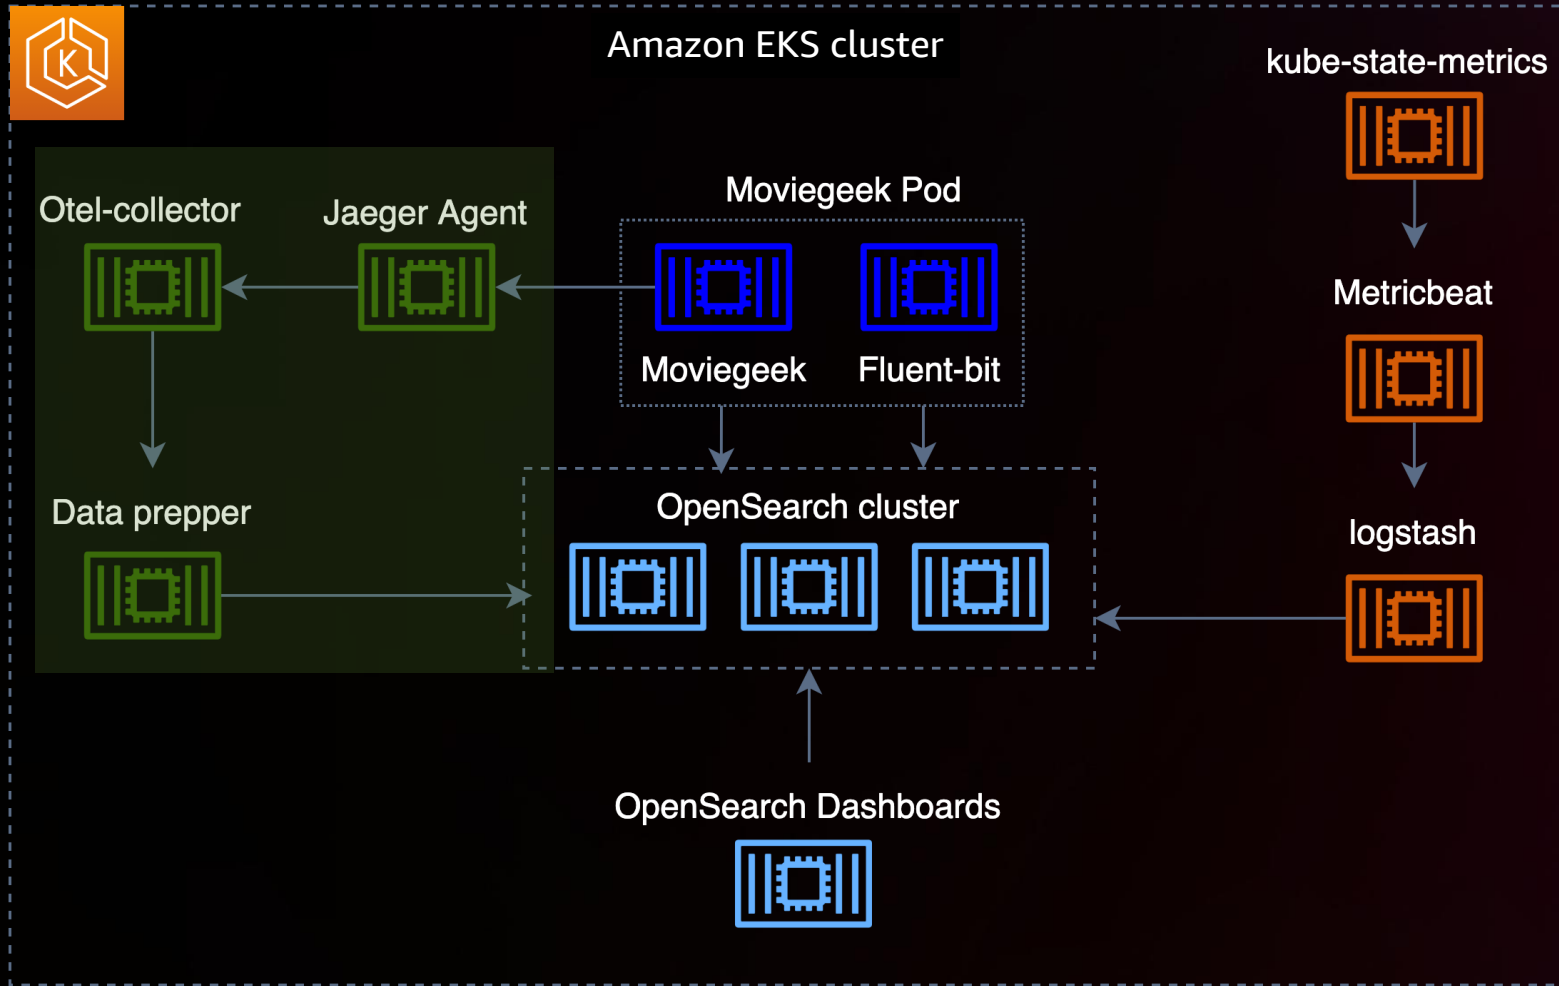 Amazon EKS cluster
K
kube-state-metrics
Moviegeek Pod
Otel-collector
Jaeger Agent
Metricbeat
Moviegeek
Fluent-bit
Data prepper
OpenSearch cluster
logstash
OpenSearch Dashboards